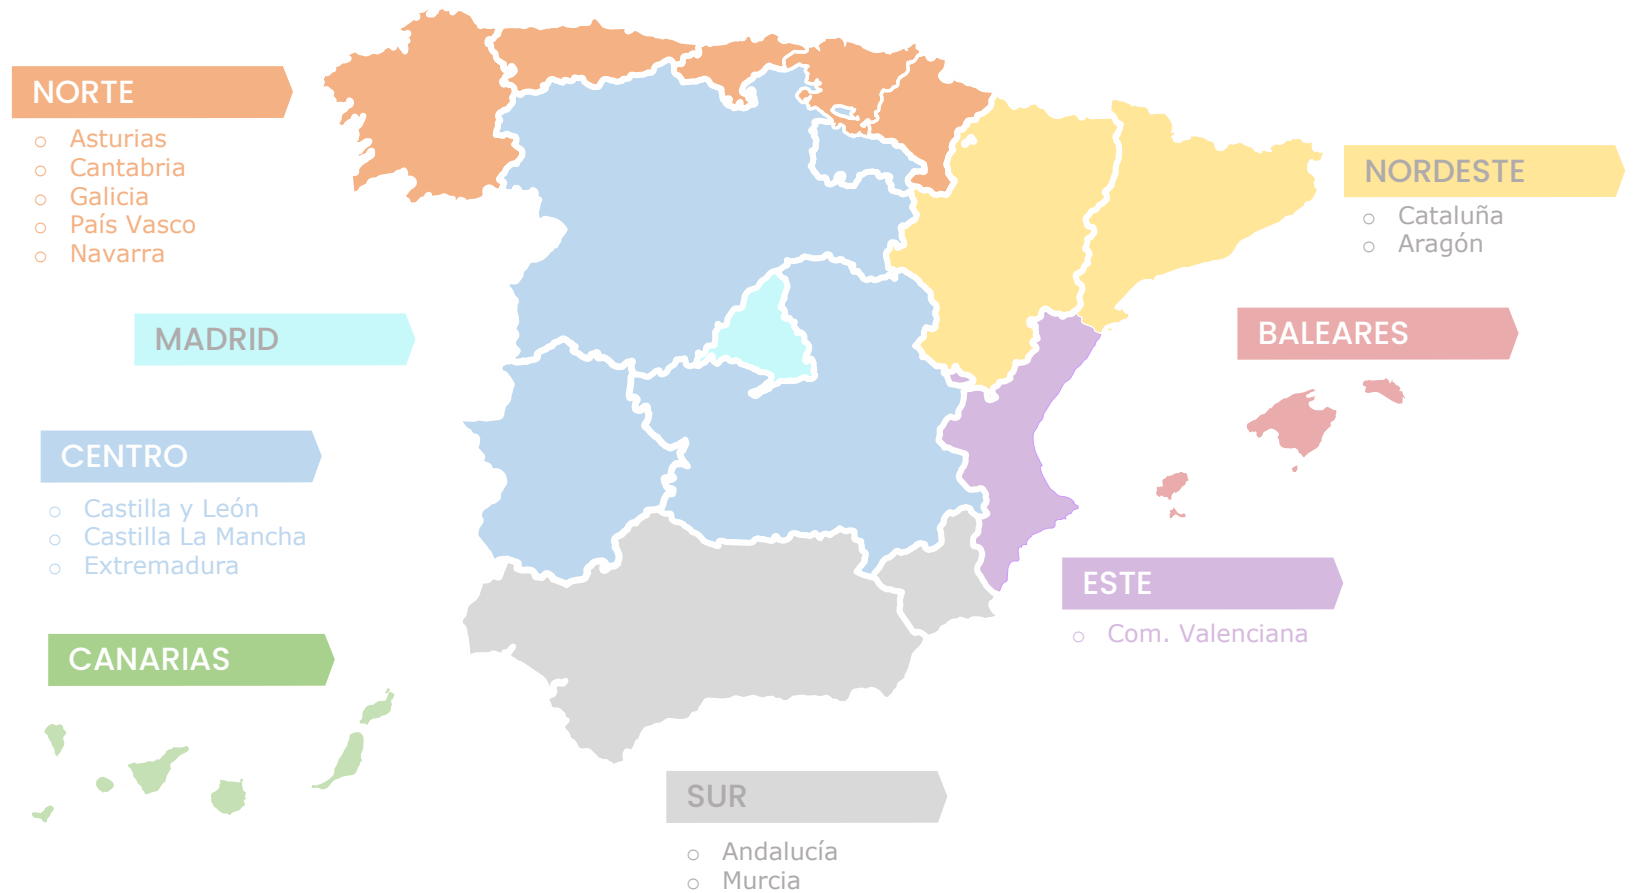 NORTE
○ Asturias
○ Cantabria
○ Galicia
○ País Vasco
○ Navarra
NORDESTE
○ Cataluña
○ Aragón
MADRID
BALEARES
CENTRO
○ Castilla y León
○ Castilla La Mancha
○ Extremadura
ESTE
○ Com. Valenciana
CANARIAS
SUR
○ Andalucía
○ Murcia